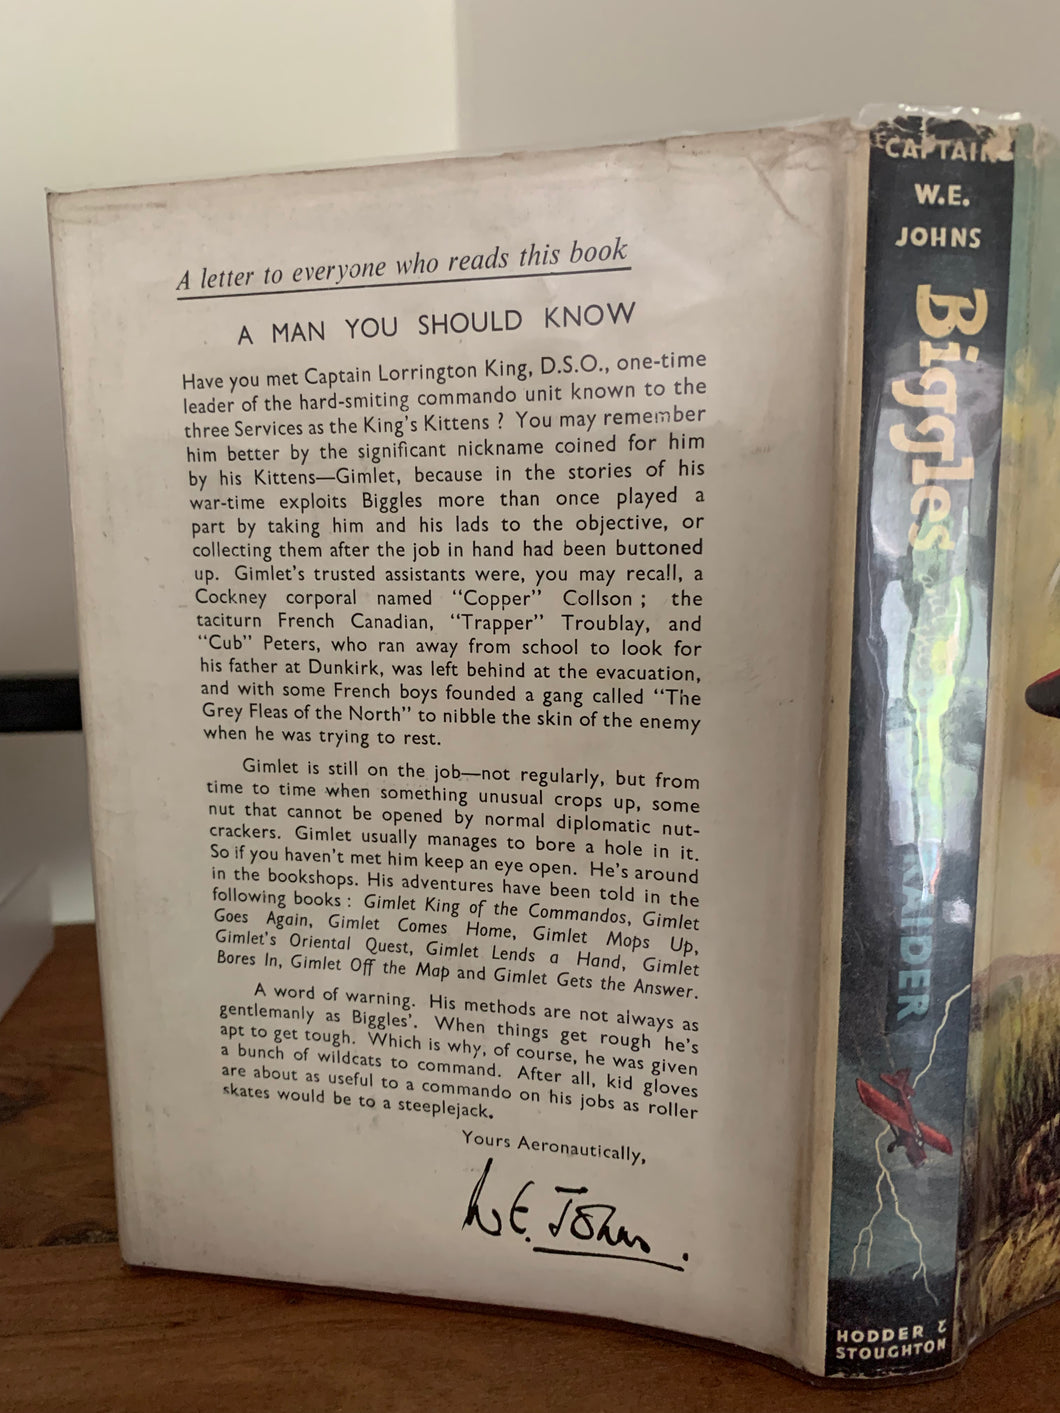 A letter to everyone who reads this book
A MAN YOU SHOULD KNOW
Have you met Captain Lorrington King, D.S.O., one-time
leader of the hard-smiting commando unit known to the
three Services as the King's Kittens ? You may remember
him better by the significant nickname coined for him
by his Kittens—Gimlet, because in the stories of his
war-time exploits Biggles more than once played a
part by taking him and his lads to the objective, or
collecting them after the job in hand had been buttoned
up. Gimlet's trusted assistants were, you may recall, a
Cockney corporal named "Copper" Collson ; the
taciturn French Canadian, "Trapper" Troublay, and
"Cub" Peters, who ran away from school to look for
his father at Dunkirk, was left behind at the evacuation,
and with some French boys founded a gang called "The
Grey Fleas of the North" to nibble the skin of the enemy
when he was trying to rest.
Gimlet is still on the job—not regularly, but from
time to time when something unusual crops up, some
nut that cannot be opened by normal diplomatic nut-
crackers. Gimlet usually manages to bore a hole in it.
So if you haven't met him keep an eye open. He's around
in the bookshops. His adventures have been told in the
following books : Gimlet King of the Commandos, Gimlet
Goes Again, Gimlet Comes Home, Gimlet Mops Up,
Gimlet's Oriental Quest, Gimlet Lends a Hand, Gimlet
Bores In, Gimlet Off the Map and Gimlet Gets the Answer.
A word of warning. His methods are not always as
gentlemanly as Biggles'. When things get rough he's
apt to get tough. Which is why, of course, he was given
a bunch of wildcats to command. After all, kid gloves
are about as useful to a commando on his jobs as roller
skates would be to a steeplejack.
Yours Aeronautically,
W.E. Johns.
CAPTAIN
W.E.
JOHNS
Biggles
RAIDER
HODDER &
STOUGHTON